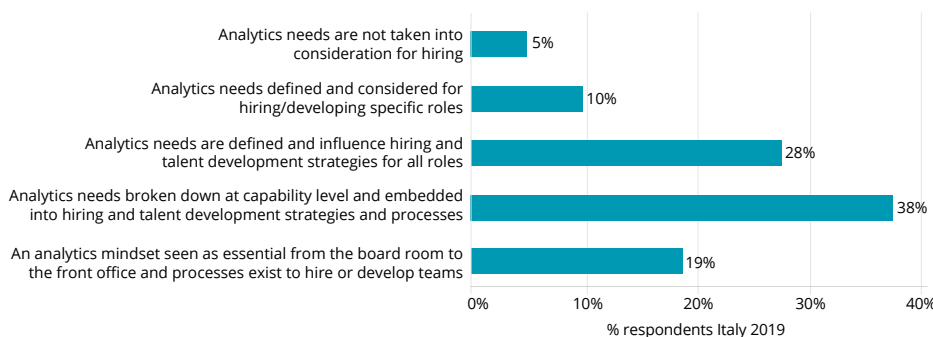 Analytics needs are not taken into
consideration for hiring
5%
Analytics needs defined and considered for
hiring/developing specific roles
10%
Analytics needs are defined and influence hiring and
talent development strategies for all roles
28%
Analytics needs broken down at capability level and embedded
into hiring and talent development strategies and processes
38%
An analytics mindset seen as essential from the board room to
the front office and processes exist to hire or develop teams
19%
0% 10% 20% 30% 40%
% respondents Italy 2019